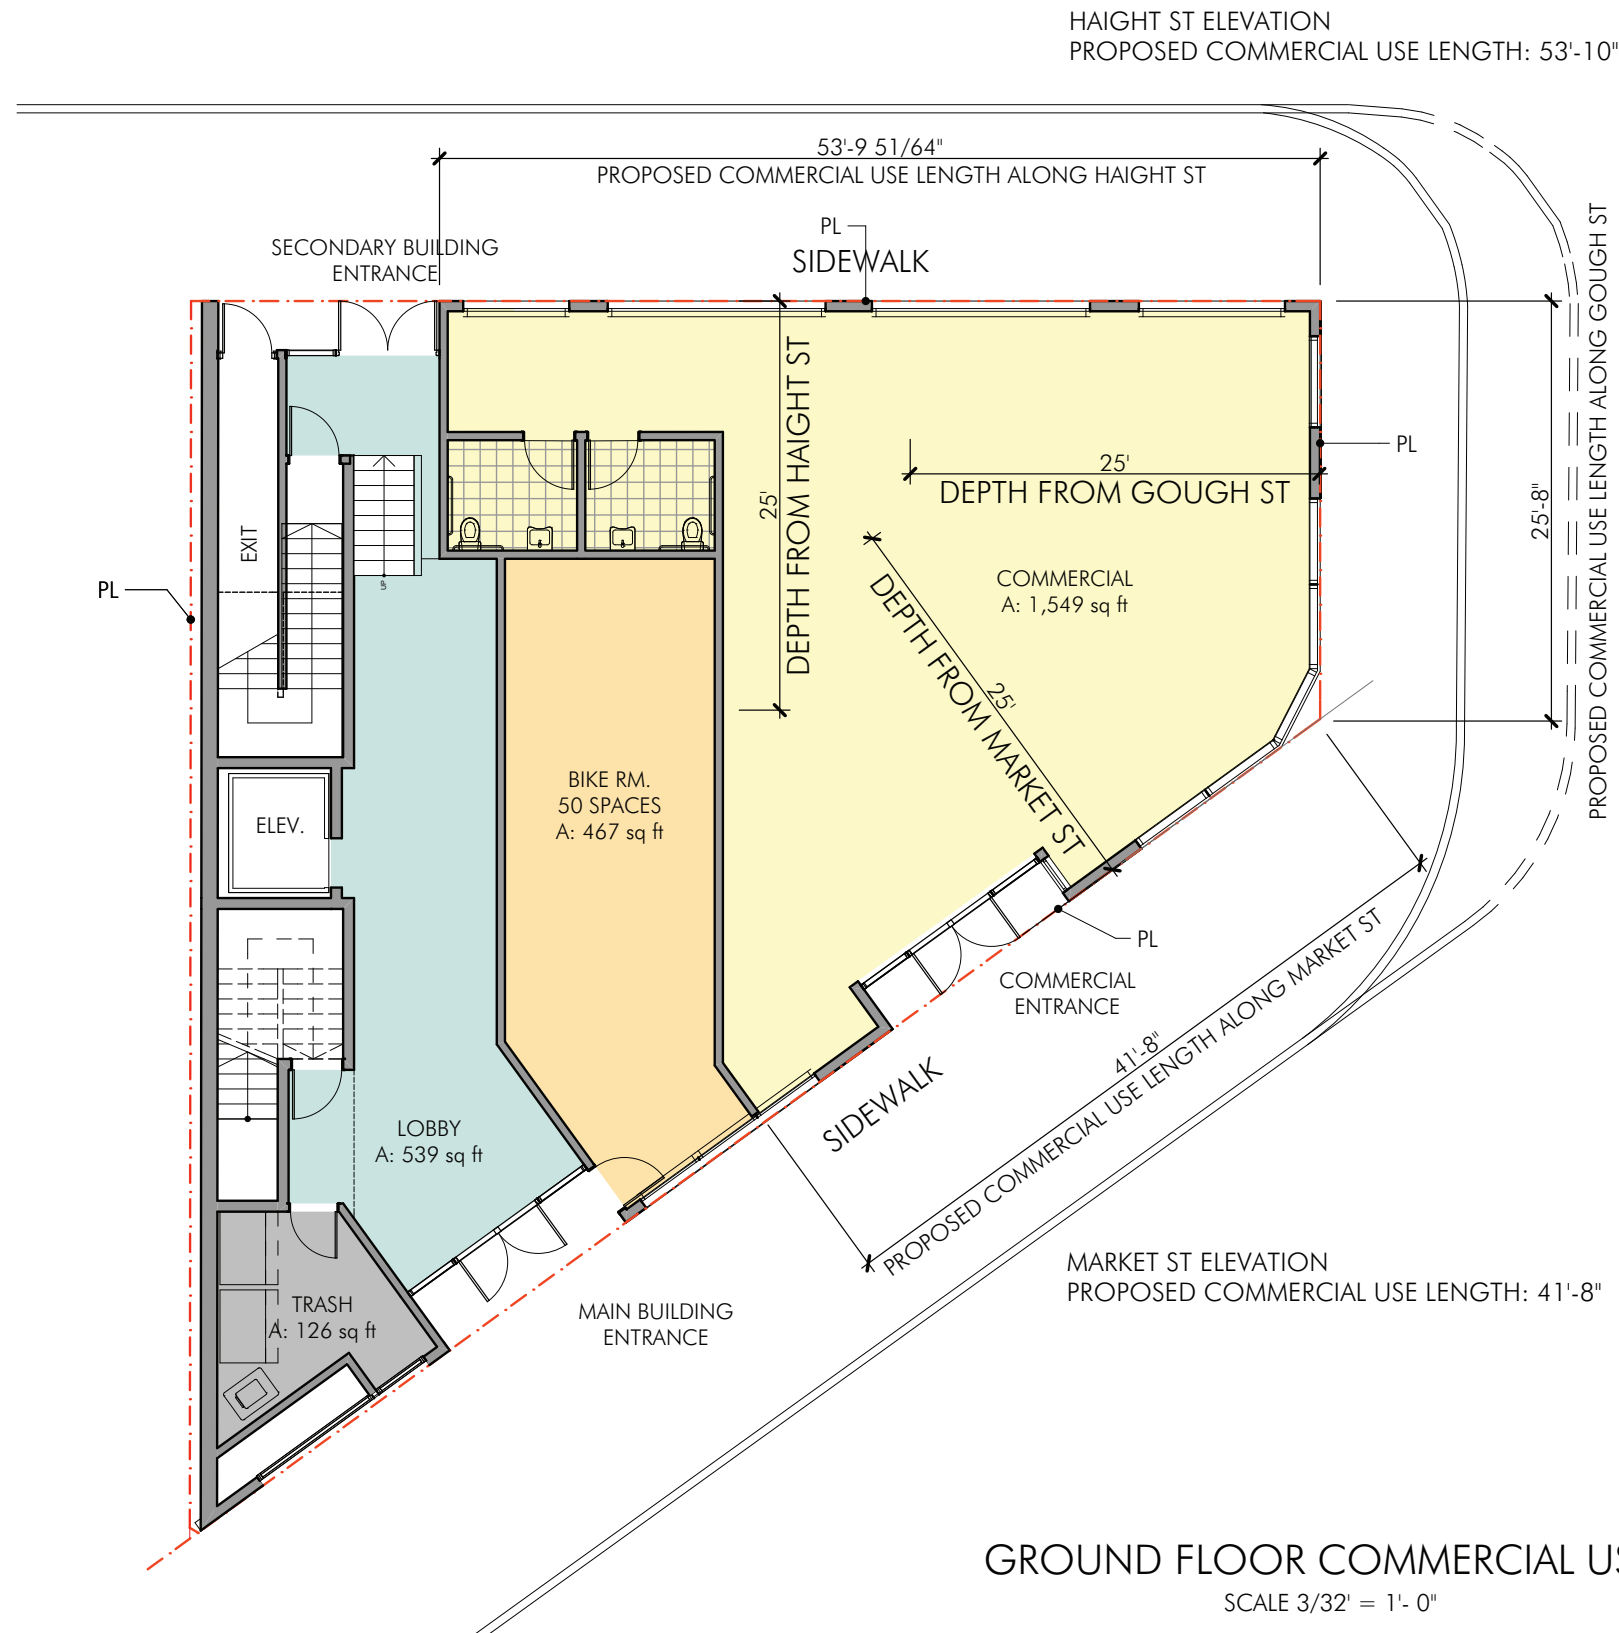 HAIGHT ST ELEVATION
PROPOSED COMMERCIAL USE LENGTH: 53'-10"
53'-9 51/64"
PROPOSED COMMERCIAL USE LENGTH ALONG HAIGHT ST
PL
SIDEWALK
SECONDARY BUILDING
ENTRANCE
PROPOSED COMMERCIAL USE LENGTH ALONG GOUGH ST
25'-8"
PL
25'
DEPTH FROM HAIGHT ST
25'
DEPTH FROM GOUGH ST
EXIT
UP
PL
COMMERCIAL
A: 1,549 sq ft
25'
DEPTH FROM MARKET ST
BIKE RM.
50 SPACES
A: 467 sq ft
ELEV.
PL
COMMERCIAL
ENTRANCE
41'-8"
PROPOSED COMMERCIAL USE LENGTH ALONG MARKET ST
SIDEWALK
LOBBY
A: 539 sq ft
MARKET ST ELEVATION
PROPOSED COMMERCIAL USE LENGTH: 41'-8"
TRASH
A: 126 sq ft
MAIN BUILDING
ENTRANCE
GROUND FLOOR COMMERCIAL US
SCALE 3/32' = 1'- 0"